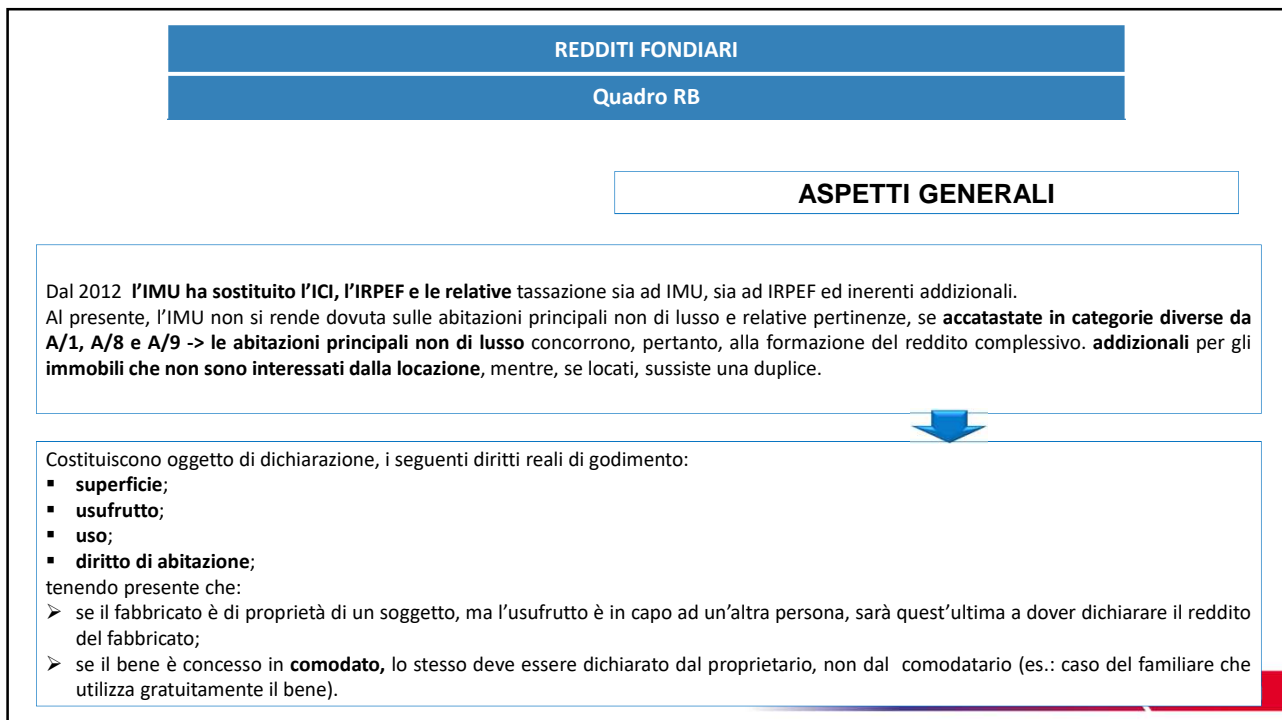 REDDITI FONDIARI
Quadro RB
ASPETTI GENERALI
Dal 2012 l’IMU ha sostituito l’ICI, l’IRPEF e le relative tassazione sia ad IMU, sia ad IRPEF ed inerenti addizionali.
Al presente, l’IMU non si rende dovuta sulle abitazioni principali non di lusso e relative pertinenze, se accatastate in categorie diverse da
A/1, A/8 e A/9 -> le abitazioni principali non di lusso concorrono, pertanto, alla formazione del reddito complessivo. addizionali per gli
immobili che non sono interessati dalla locazione, mentre, se locati, sussiste una duplice.
Costituiscono oggetto di dichiarazione, i seguenti diritti reali di godimento:
▪ superficie;
▪ usufrutto;
▪ uso;
▪ diritto di abitazione;
tenendo presente che:
➢ se il fabbricato è di proprietà di un soggetto, ma l’usufrutto è in capo ad un’altra persona, sarà quest’ultima a dover dichiarare il reddito
del fabbricato;
➢ se il bene è concesso in comodato, lo stesso deve essere dichiarato dal proprietario, non dal comodatario (es.: caso del familiare che
utilizza gratuitamente il bene).